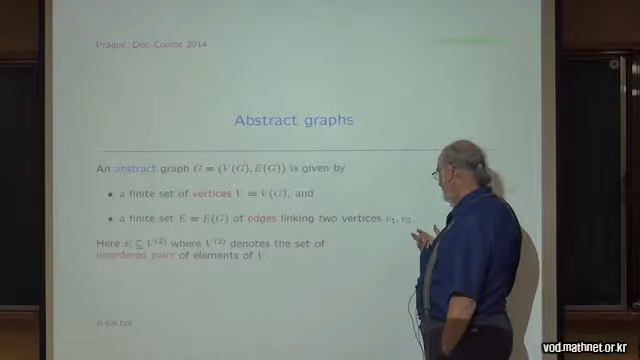 Prague, Doc-Course 2014
Abstract graphs
An abstract graph G = (V(G), E(G)) is given by
• a finite set of vertices V = V(G), and
• a finite set E = E(G) of edges linking two vertices v₁, v₂.
Here E ⊆ V⁽²⁾ where V⁽²⁾ denotes the set of
unordered pairs of elements of V.
vod.mathnet.or.kr